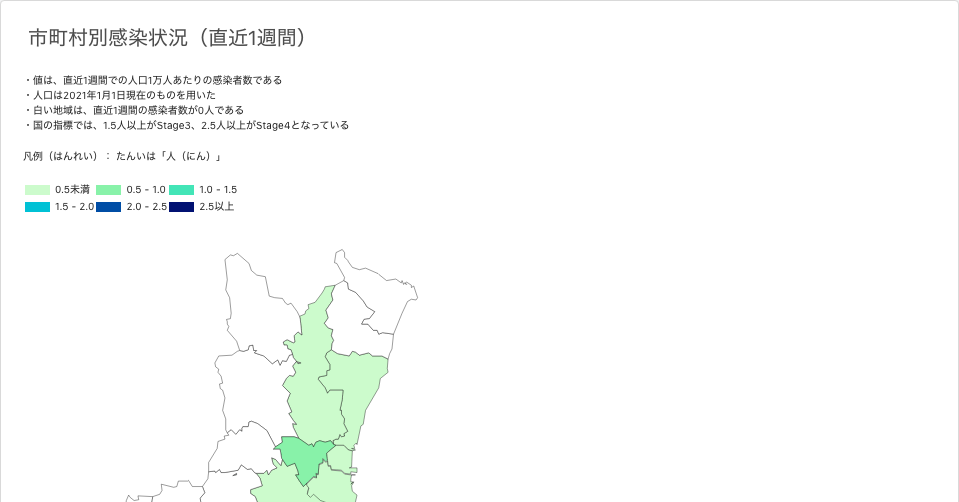 市町村別感染状況（直近1週間）
・値は、直近1週間での人口1万人あたりの感染者数である
・人口は2021年1月1日現在のものを用いた
・白い地域は、直近1週間の感染者数が0人である
・国の指標では、1.5人以上がStage3、2.5人以上がStage4となっている
凡例（はんれい）： たんいは「人（にん）」
0.5未満 0.5 - 1.0 1.0 - 1.5
1.5 - 2.0 2.0 - 2.5 2.5以上